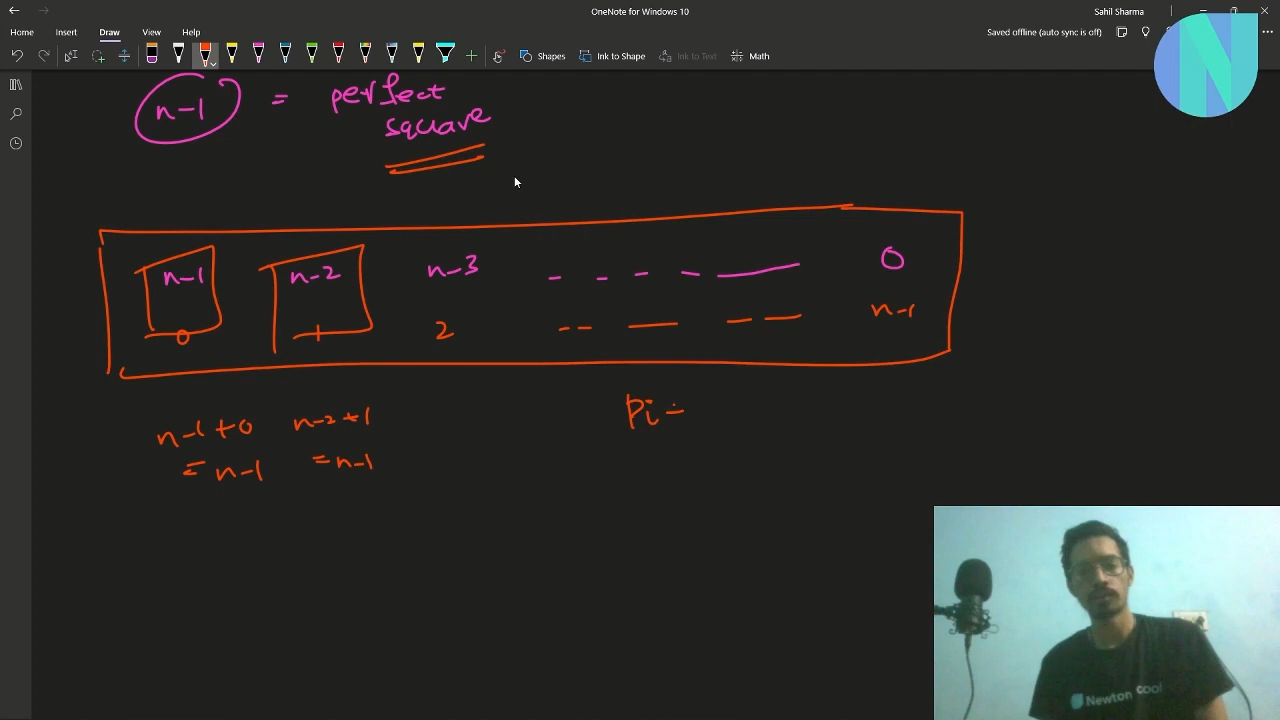 OneNote for Windows 10
Sahil Sharma
Home Insert Draw View Help
Saved offline (auto sync is off)
Shapes Ink to Shape Ink to Text Math
n-1 = perfect
square
n-1 n-2 n-3 - - - - — 0
0 1 2 -- — — — n-1
n-1+0 n-2+1
= n-1 = n-1
Pi =
Newton School